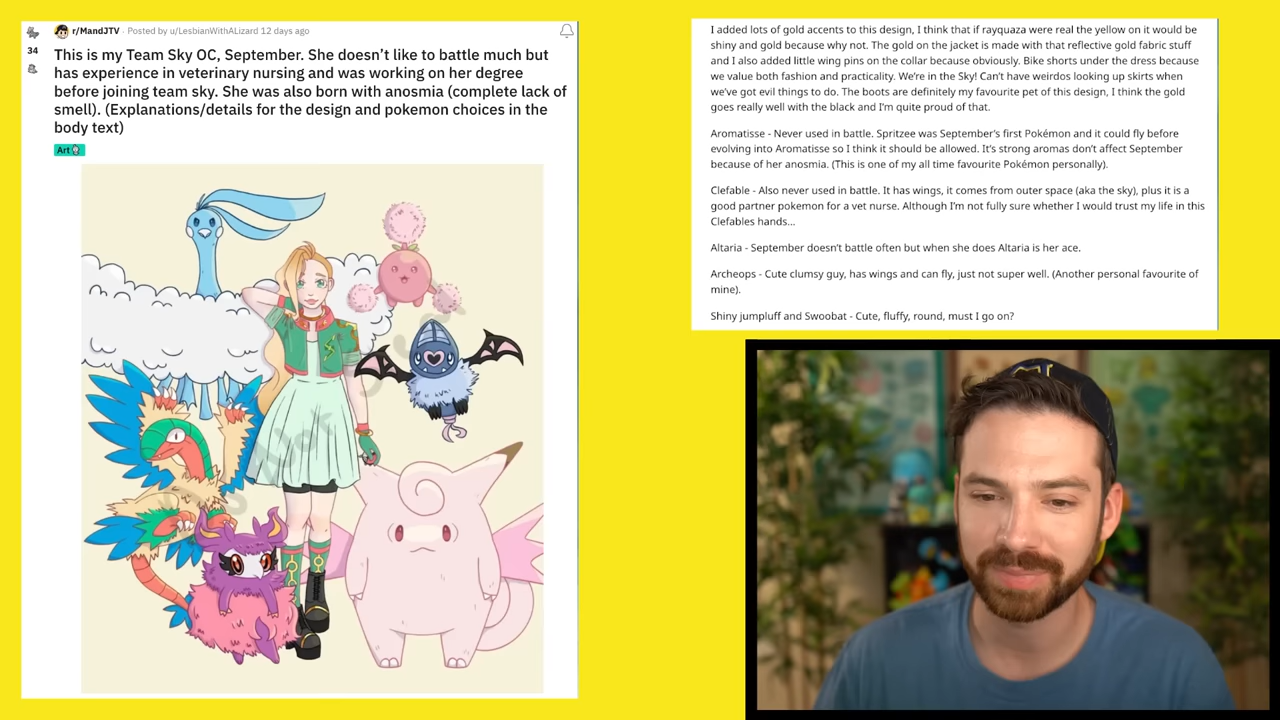 r/MandJTV · Posted by u/LesbianWithALizard 12 days ago
34
This is my Team Sky OC, September. She doesn’t like to battle much but
has experience in veterinary nursing and was working on her degree
before joining team sky. She was also born with anosmia (complete lack of
smell). (Explanations/details for the design and pokemon choices in the
body text)
Art
I added lots of gold accents to this design, I think that if rayquaza were real the yellow on it would be
shiny and gold because why not. The gold on the jacket is made with that reflective gold fabric stuff
and I also added little wing pins on the collar because obviously. Bike shorts under the dress because
we value both fashion and practicality. We’re in the Sky! Can’t have weirdos looking up skirts when
we’ve got evil things to do. The boots are definitely my favourite pet of this design, I think the gold
goes really well with the black and I'm quite proud of that.
Aromatisse - Never used in battle. Spritzee was September’s first Pokémon and it could fly before
evolving into Aromatisse so I think it should be allowed. It’s strong aromas don’t affect September
because of her anosmia. (This is one of my all time favourite Pokémon personally).
Clefable - Also never used in battle. It has wings, it comes from outer space (aka the sky), plus it is a
good partner pokemon for a vet nurse. Although I’m not fully sure whether I would trust my life in this
Clefables hands...
Altaria - September doesn’t battle often but when she does Altaria is her ace.
Archeops - Cute clumsy guy, has wings and can fly, just not super well. (Another personal favourite of
mine).
Shiny jumpluff and Swoobat - Cute, fluffy, round, must I go on?